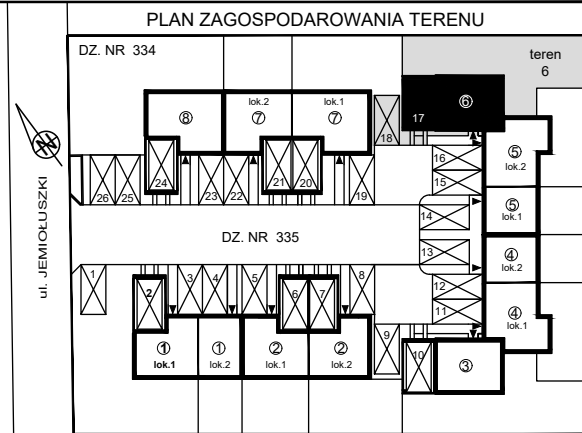 PLAN ZAGOSPODAROWANIA TERENU
DZ. NR 334
teren
6
⑧
lok.2
⑦
lok.1
⑦
17
⑥
18
⑤
lok.2
16
15
26
25
24
23
22
21
20
19
⑤
lok.1
14
N
ul. JEMIOŁUSZKI
DZ. NR 335
13
④
lok.2
1
2
3
4
5
6
7
8
12
11
④
lok.1
①
lok.1
①
lok.2
②
lok.1
②
lok.2
9
10
③